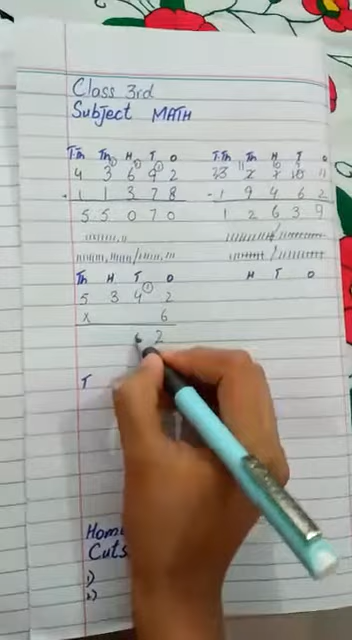 Class 3rd
Subject MATH
T.Th Th H T O
4 3 6 9 2
+ 1 1 3 7 8
5 5 0 7 0
T.Th Th H T O
- 1 9 4 6 2
1 2 6 3 9
Th H T O
5 3 4 2
x 6
2
H T O
T
Cuts
1)
2)